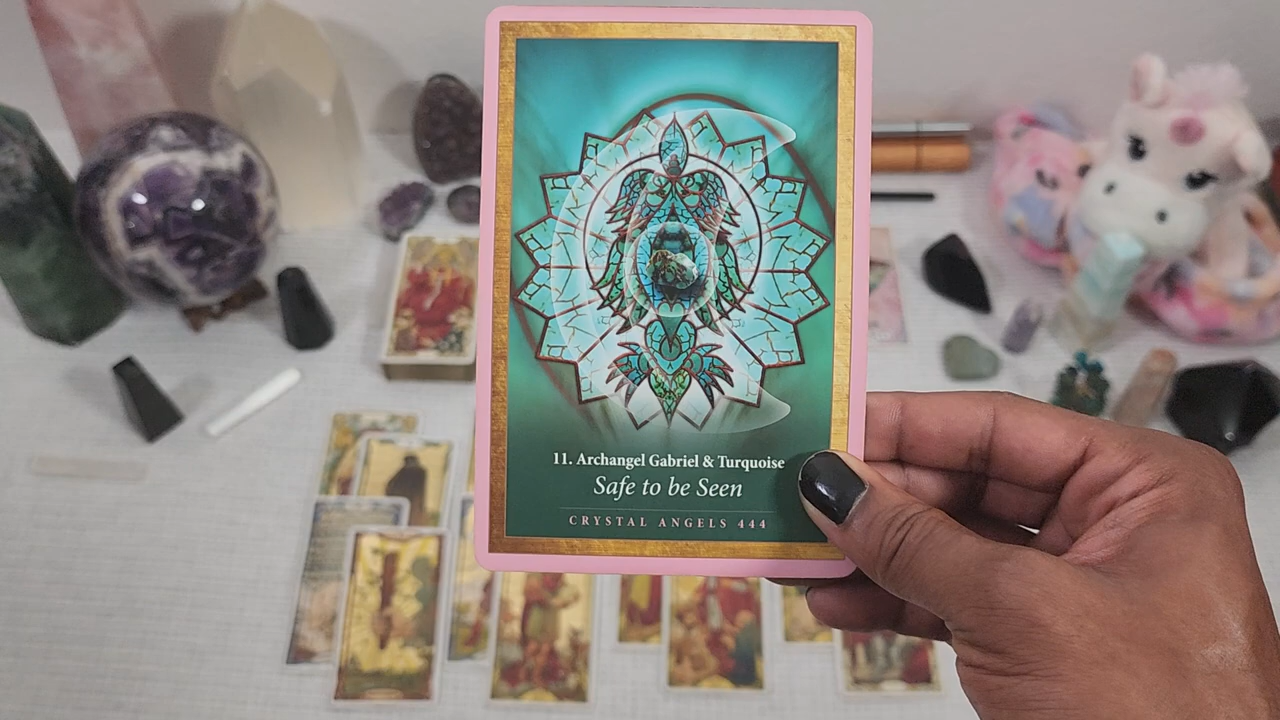 11. Archangel Gabriel & Turquoise
Safe to be Seen
CRYSTAL ANGELS 444